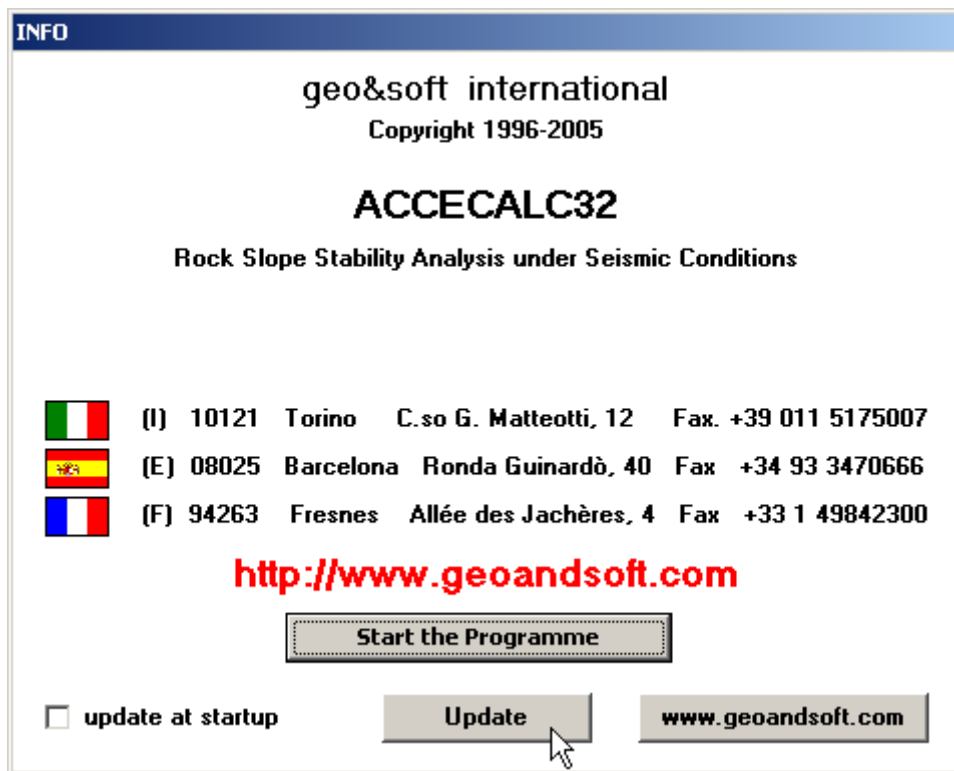 INFO
geo&soft international
Copyright 1996-2005
ACCECALC32
Rock Slope Stability Analysis under Seismic Conditions
(I) 10121 Torino C.so G. Matteotti, 12 Fax. +39 011 5175007
(E) 08025 Barcelona Ronda Guinardò, 40 Fax +34 93 3470666
(F) 94263 Fresnes Allée des Jachères, 4 Fax +33 1 49842300
http://www.geoandsoft.com
Start the Programme
update at startup Update www.geoandsoft.com